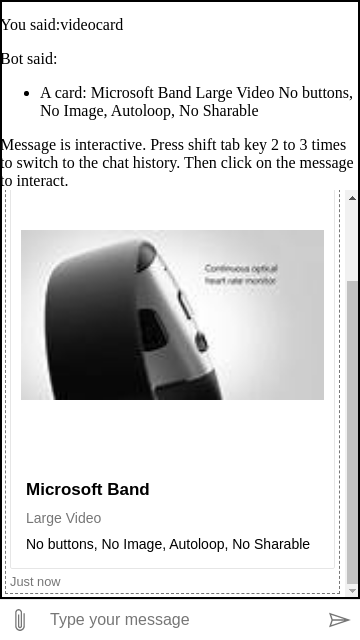 You said:videocard
Bot said:
A card: Microsoft Band Large Video No buttons,
No Image, Autoloop, No Sharable
Message is interactive. Press shift tab key 2 to 3 times
to switch to the chat history. Then click on the message
to interact.
Continuous optical
heart rate monitor
Microsoft Band
Large Video
No buttons, No Image, Autoloop, No Sharable
Just now
Type your message